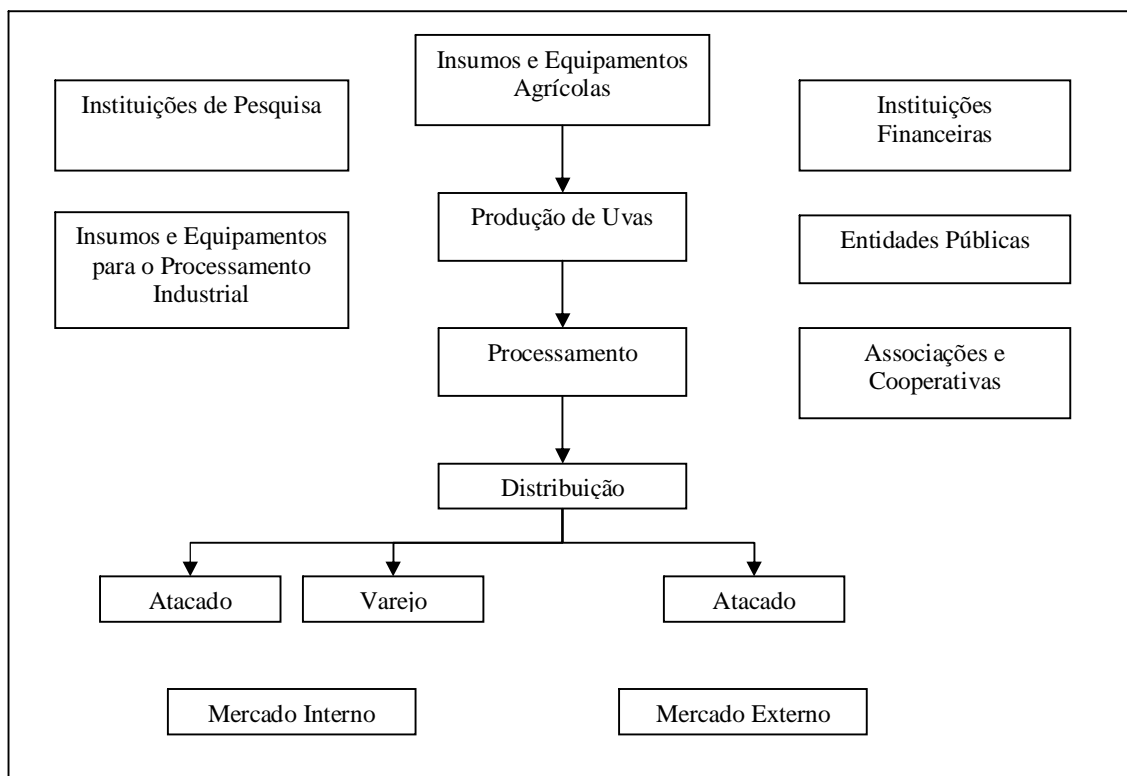 Insumos e Equipamentos
Agrícolas
Instituições de Pesquisa
Instituições
Financeiras
Produção de Uvas
Insumos e Equipamentos
para o Processamento
Industrial
Entidades Públicas
Processamento
Associações e
Cooperativas
Distribuição
Atacado
Varejo
Atacado
Mercado Interno
Mercado Externo